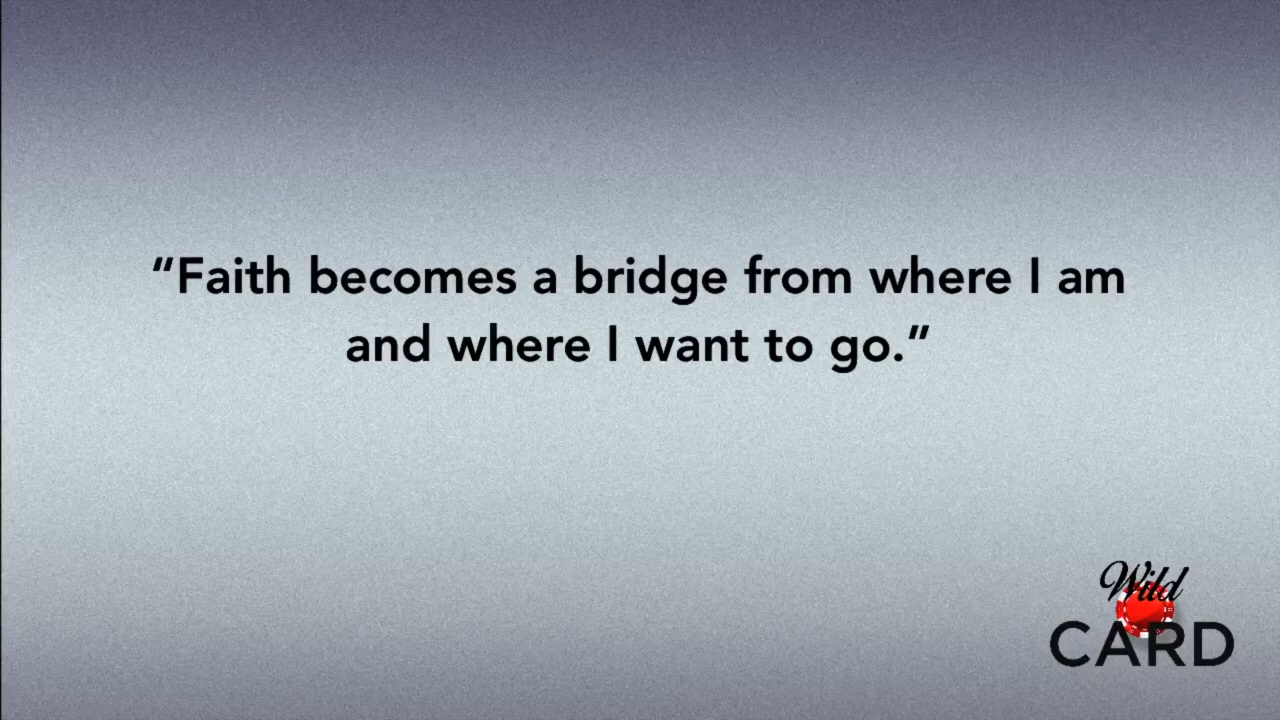 “Faith becomes a bridge from where I am
and where I want to go.”
Wild
CARD